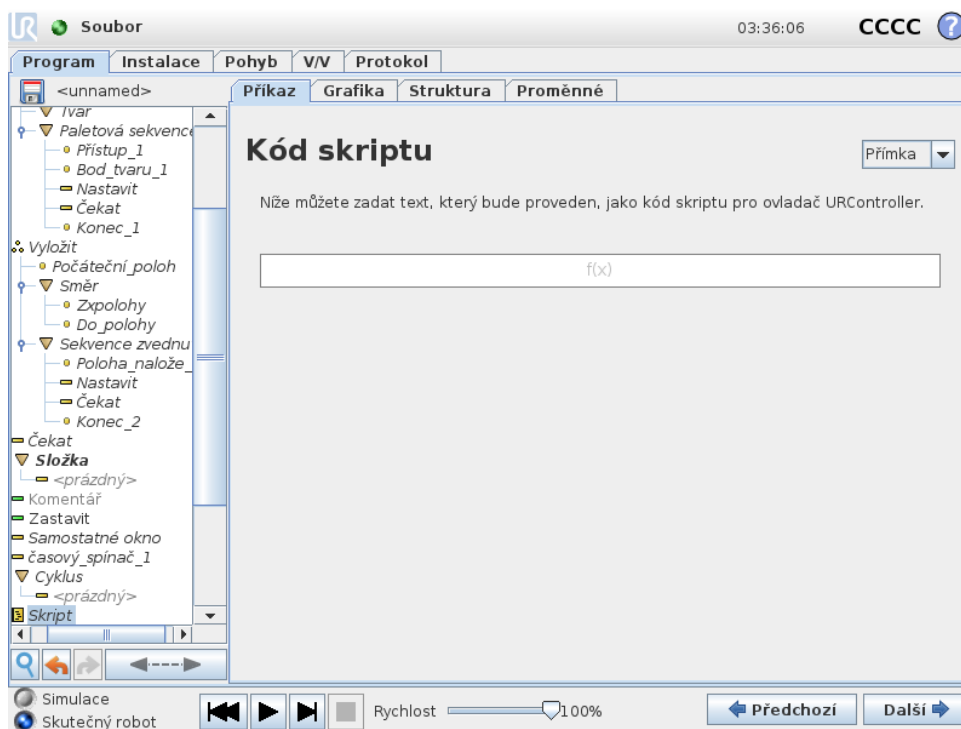 UR Soubor 03:36:06 CCCC ?
Program Instalace Pohyb V/V Protokol
<unnamed> Příkaz Grafika Struktura Proměnné
Tvar
Paletová sekvence
Přístup_1
Bod_tvaru_1
Nastavit
Čekat
Konec_1
Vyložit
Počáteční_poloh
Směr
Zxpolohy
Do_polohy
Sekvence zvednu
Poloha_nalože_
Nastavit
Čekat
Konec_2
Čekat
Složka
<prázdný>
Komentář
Zastavit
Samostatné okno
časový_spínač_1
Cyklus
<prázdný>
Skript
Kód skriptu
Přímka
Níže můžete zadat text, který bude proveden, jako kód skriptu pro ovladač URController.
f(x)
Simulace
Skutečný robot
Rychlost 100%
Předchozí Další